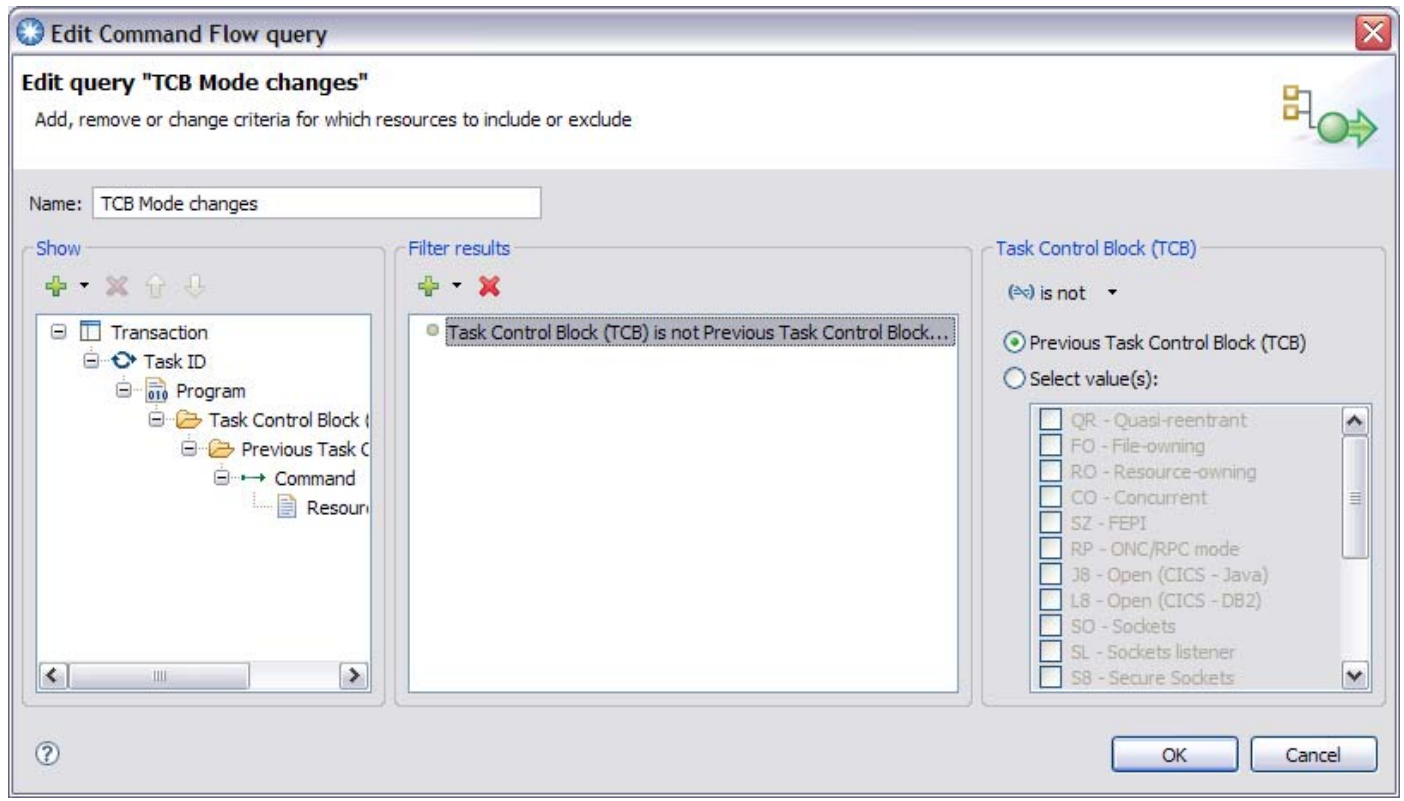 Edit Command Flow query
Edit query "TCB Mode changes"
Add, remove or change criteria for which resources to include or exclude
Name: TCB Mode changes
Show
Transaction
Task ID
010
Program
Task Control Block (
Previous Task C
Command
Resour
Filter results
Task Control Block (TCB) is not Previous Task Control Block...
Task Control Block (TCB)
is not
Previous Task Control Block (TCB)
Select value(s):
QR - Quasi-reentrant
FO - File-owning
RO - Resource-owning
CO - Concurrent
SZ - FEPI
RP - ONC/RPC mode
J8 - Open (CICS - Java)
L8 - Open (CICS - DB2)
SO - Sockets
SL - Sockets listener
S8 - Secure Sockets
?
OK Cancel